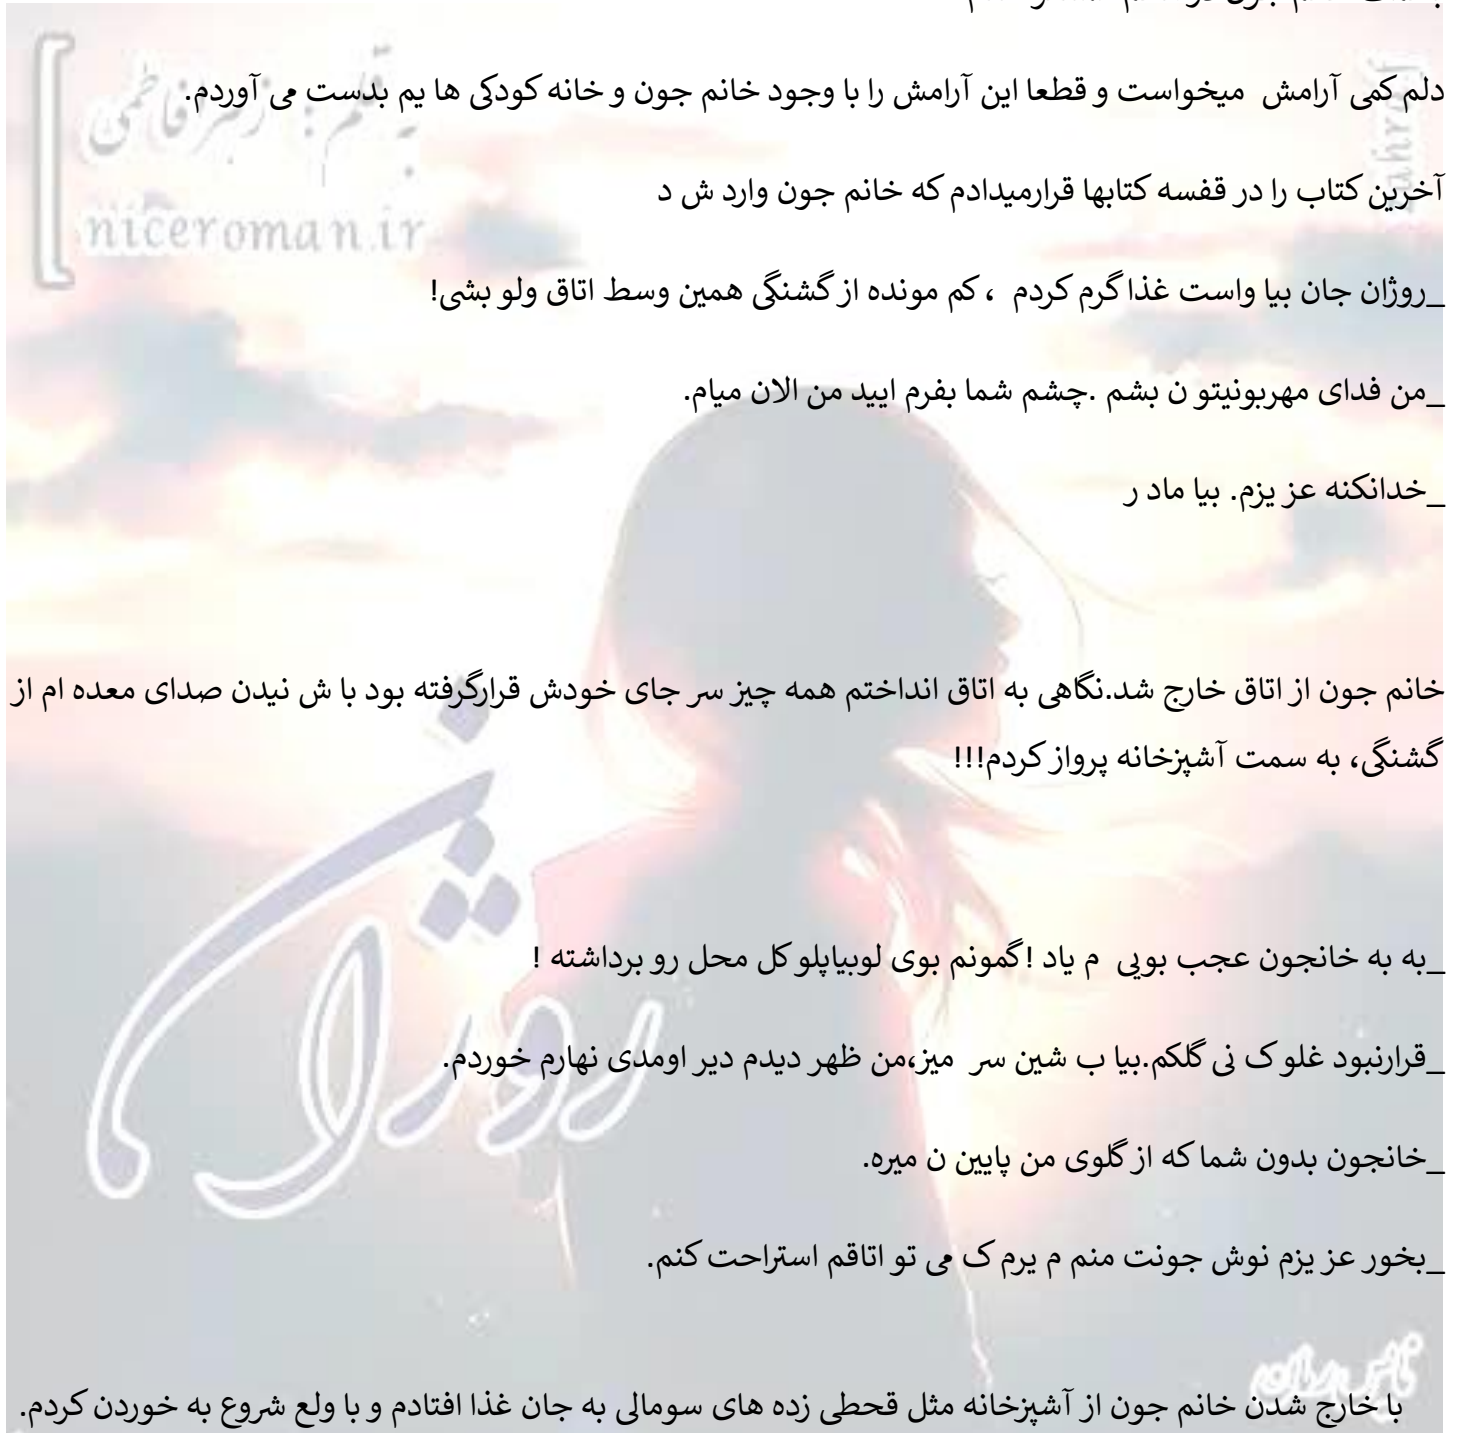 دلم کمی آرامش میخواست و قطعا این آرامش را با وجود خانم جون و خانه کودکی ها یم بدست می آوردم.
به قلم : زهرا فاطمی
niceroman.ir
آخرین کتاب را در قفسه کتابها قرارمیدادم که خانم جون وارد ش د
_روژان جان بیا واست غذا گرم کردم ، کم مونده از گشنگی همین وسط اتاق ولو بشی!
_من فدای مهربونیتو ن بشم .چشم شما بفرم ایید من الان میام.
_خدانکنه عز یزم. بیا ماد ر
خانم جون از اتاق خارج شد.نگاهی به اتاق انداختم همه چیز سر جای خودش قرارگرفته بود با ش نیدن صدای معده ام از
گشنگی، به سمت آشپزخانه پرواز کردم!!!
_به به خانجون عجب بویی م یاد !گمونم بوی لوبیاپلو کل محل رو برداشته !
روژان
_قرارنبود غلو ک نی گلکم.بیا ب شین سر میز،من ظهر دیدم دیر اومدی نهارم خوردم.
_خانجون بدون شما که از گلوی من پایین ن میره.
_بخور عز یزم نوش جونت منم م یرم ک می تو اتاقم استراحت کنم.
با خارج شدن خانم جون از آشپزخانه مثل قحطی زده های سومالی به جان غذا افتادم و با ولع شروع به خوردن کردم.